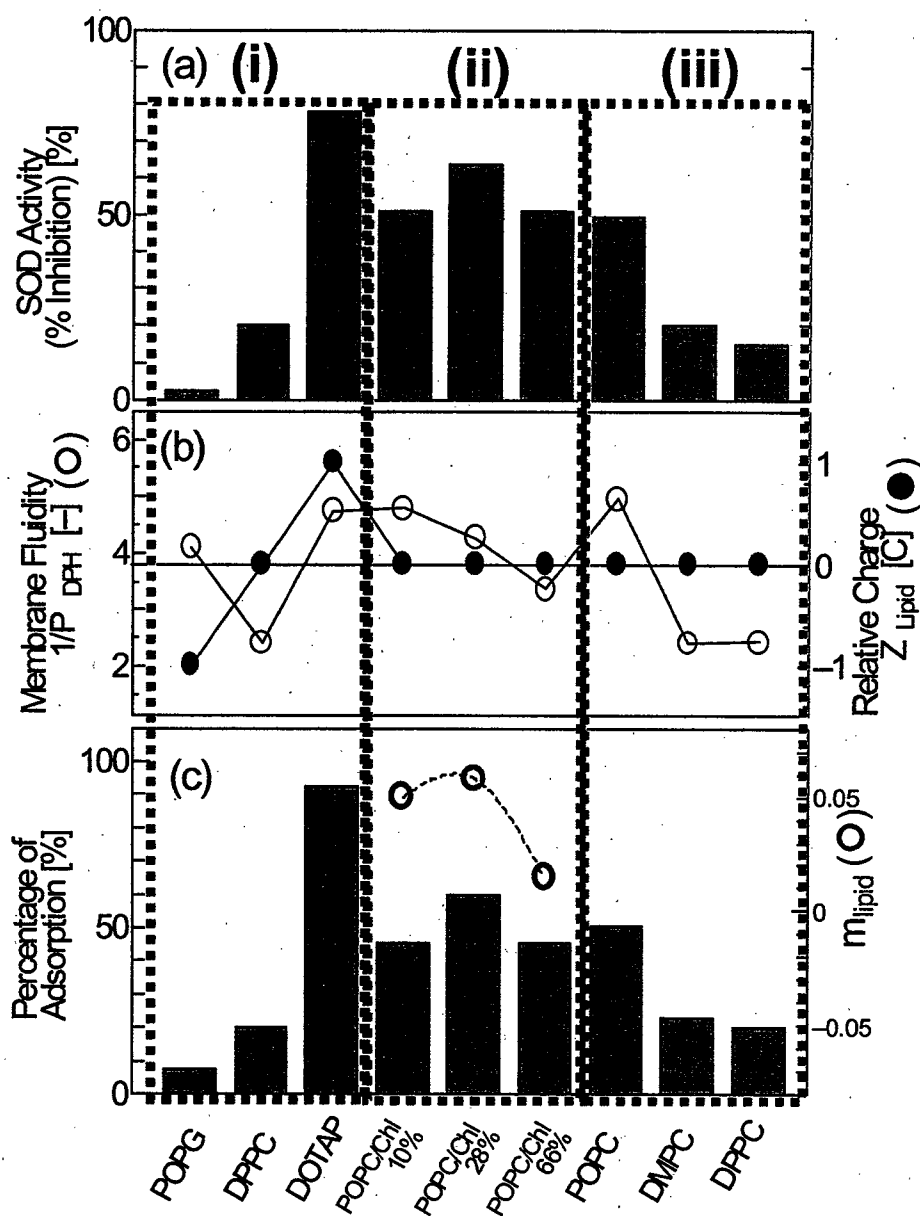 100
(a) (i) (ii) (iii)
SOD Activity
(% Inhibition) [%]
50
0
6
(b)
1
Membrane Fluidity
1/P DPH [–] (O)
4
0
Relative Charge
Z Lipid [C] (●)
2
–1
100
(c)
0.05
Percentage of
Adsorption [%]
50
0
mlipid (O)
–0.05
0
POPG
DPPC
DOTAP
POPC/Chl
10%
POPC/Chl
28%
POPC/Chl
66%
POPC
DMPC
DPPC